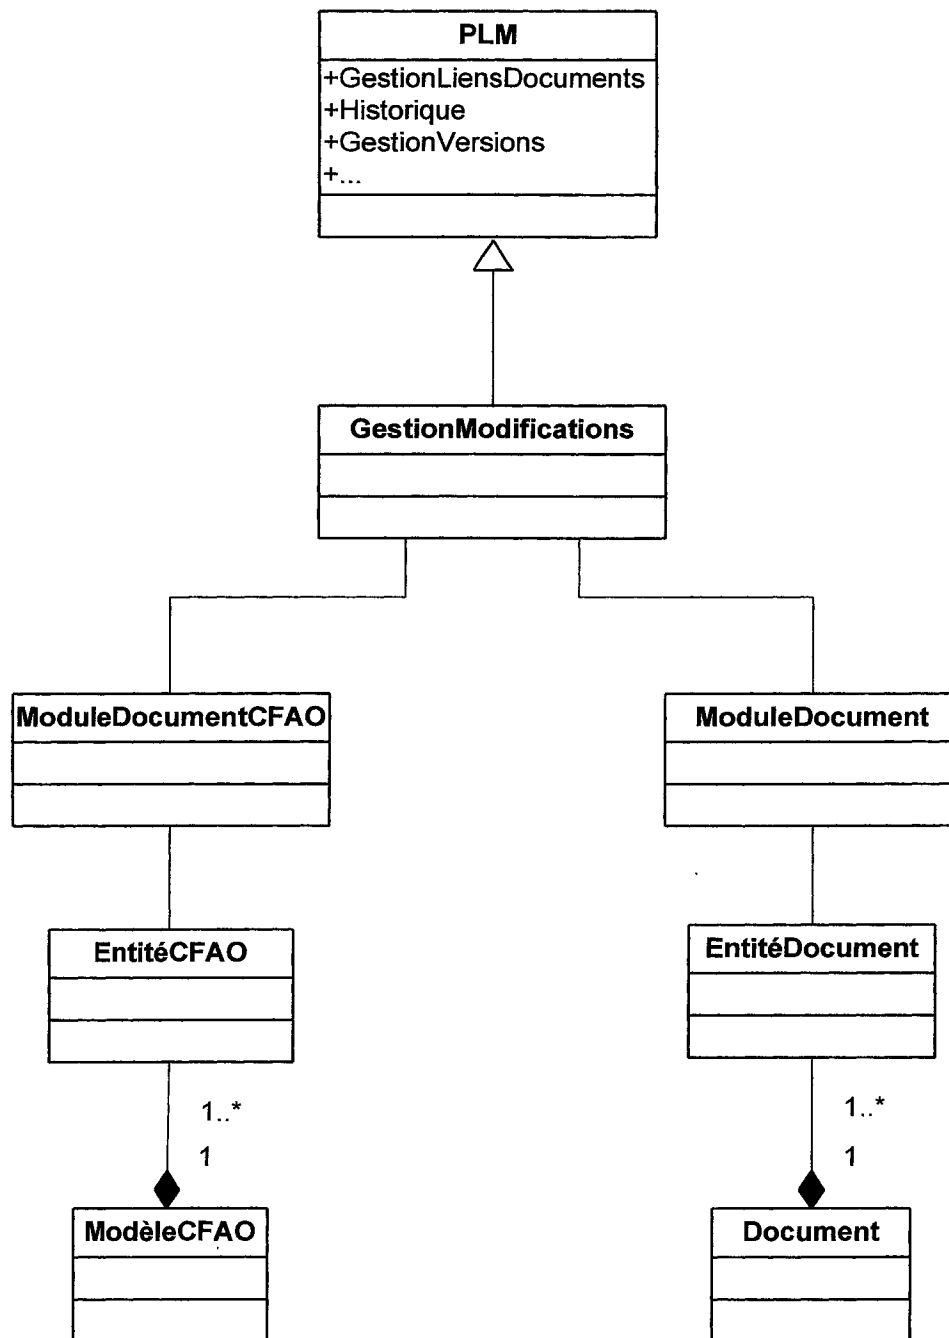 PLM
+GestionLiensDocuments
+Historique
+GestionVersions
+...
GestionModifications
ModuleDocumentCFAO
ModuleDocument
EntitéCFAO
EntitéDocument
1..*
1..*
1
1
ModèleCFAO
Document